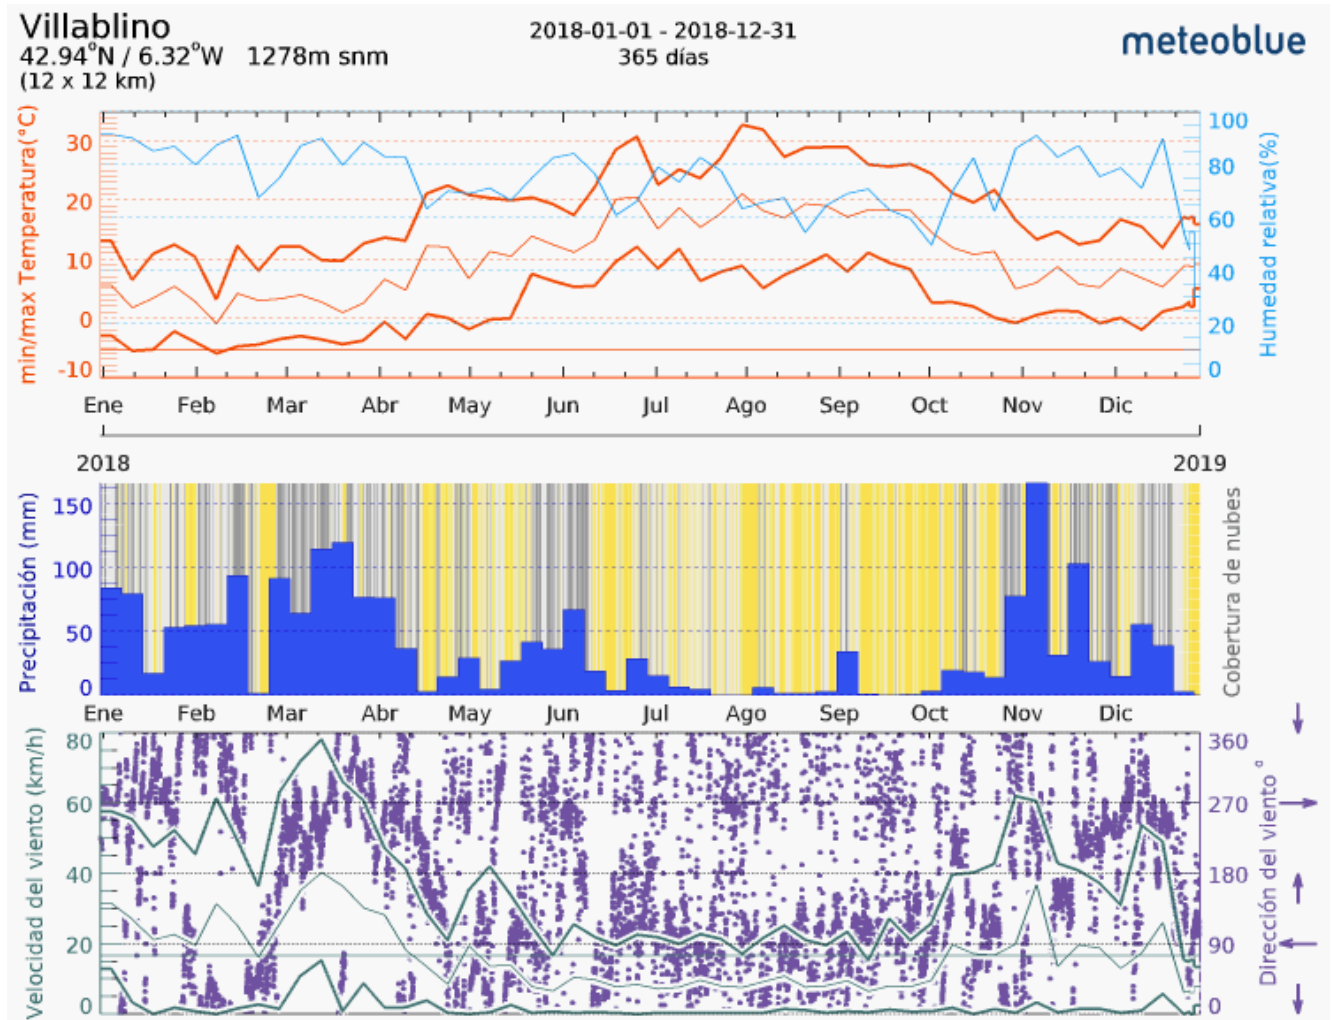 Villablino
42.94°N / 6.32°W 1278m snm
(12 x 12 km)
2018-01-01 - 2018-12-31
365 días
meteoblue
min/max Temperatura(°C)
30
20
10
0
-10
100
80
60
40
20
0
Humedad relativa(%)
Ene Feb Mar Abr May Jun Jul Ago Sep Oct Nov Dic
2018 2019
Precipitación (mm)
150
100
50
0
Cobertura de nubes
Ene Feb Mar Abr May Jun Jul Ago Sep Oct Nov Dic
Velocidad del viento (km/h)
80
60
40
20
0
360
270
180
90
0
Dirección del viento °